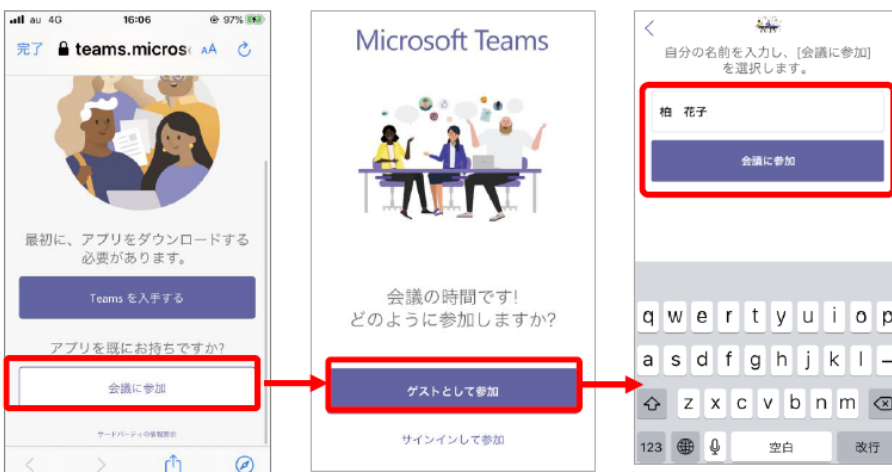 au 4G 16:06 97%
完了 teams.micros AA
最初に、アプリをダウンロードする
必要があります。
Teams を入手する
アプリを既にお持ちですか?
会議に参加
サードパーティの情報開示
Microsoft Teams
会議の時間です!
どのように参加しますか?
ゲストとして参加
サインインして参加
自分の名前を入力し、[会議に参加]
を選択します。
柏 花子
会議に参加
q w e r t y u i o p
a s d f g h j k l ー
z x c v b n m
123 空白 改行